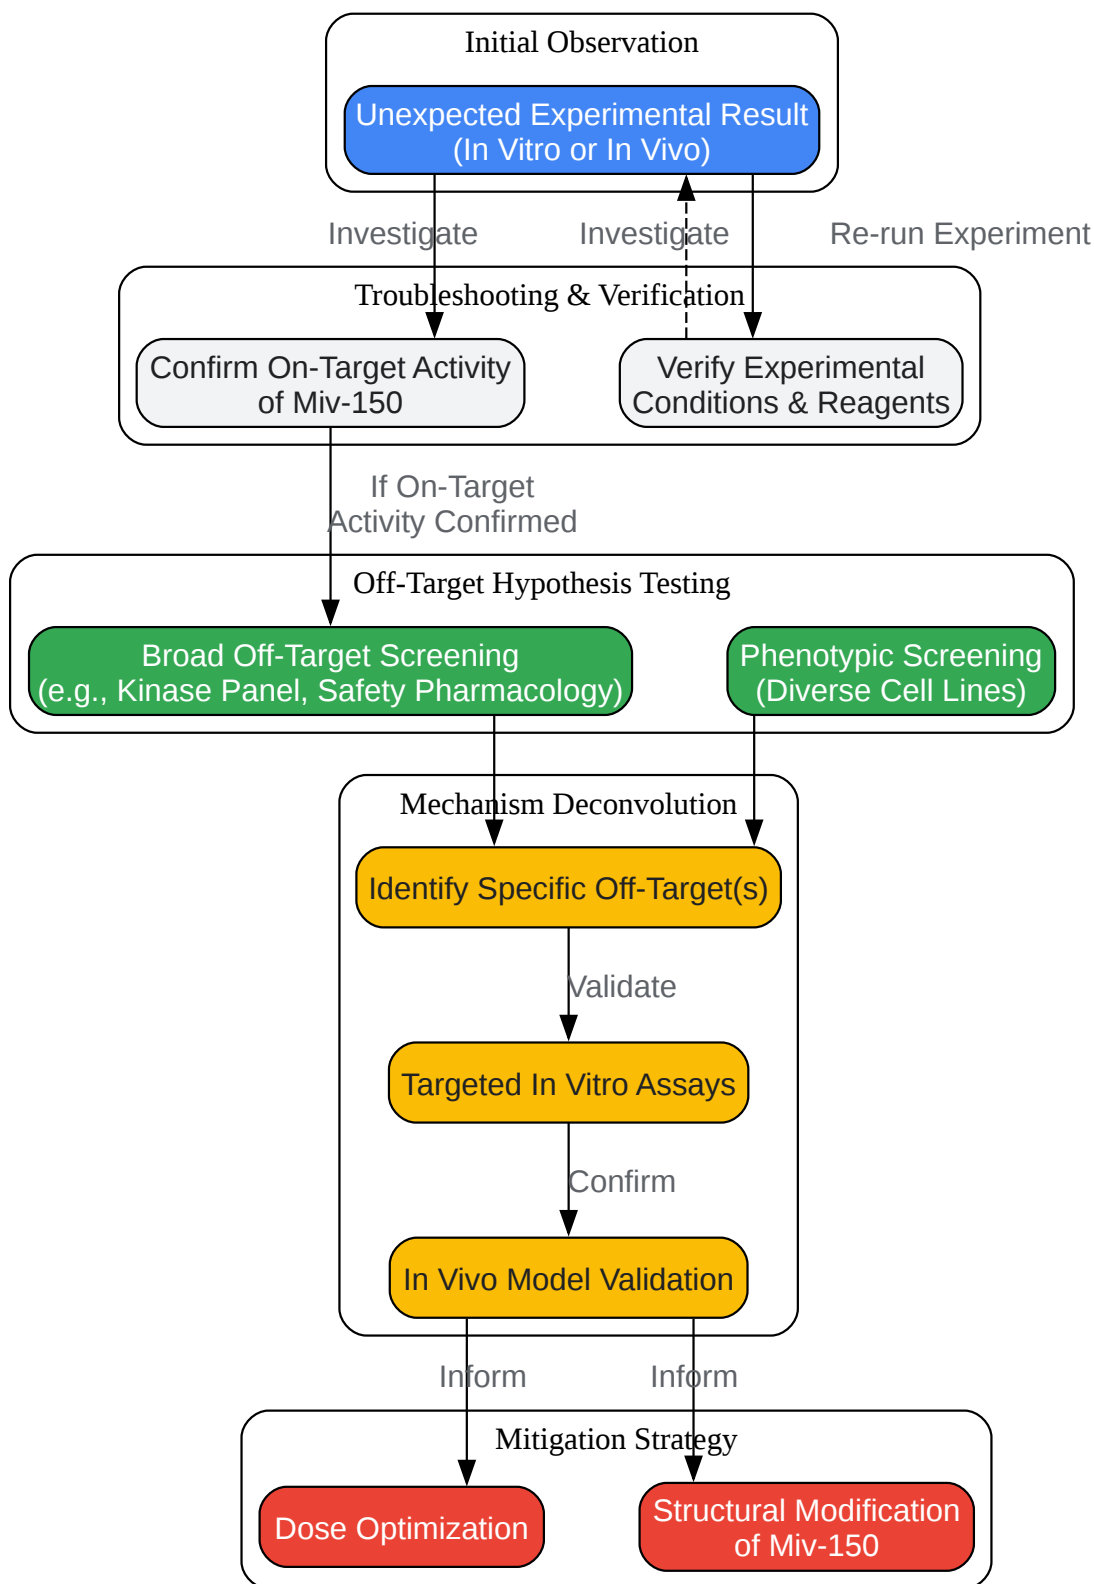 Initial Observation
Unexpected Experimental Result
(In Vitro or In Vivo)
Investigate
Investigate
Re-run Experiment
Troubleshooting & Verification
Confirm On-Target Activity
of Miv-150
Verify Experimental
Conditions & Reagents
If On-Target
Activity Confirmed
Off-Target Hypothesis Testing
Broad Off-Target Screening
(e.g., Kinase Panel, Safety Pharmacology)
Phenotypic Screening
(Diverse Cell Lines)
Mechanism Deconvolution
Identify Specific Off-Target(s)
Validate
Targeted In Vitro Assays
Confirm
In Vivo Model Validation
Inform
Inform
Mitigation Strategy
Dose Optimization
Structural Modification
of Miv-150